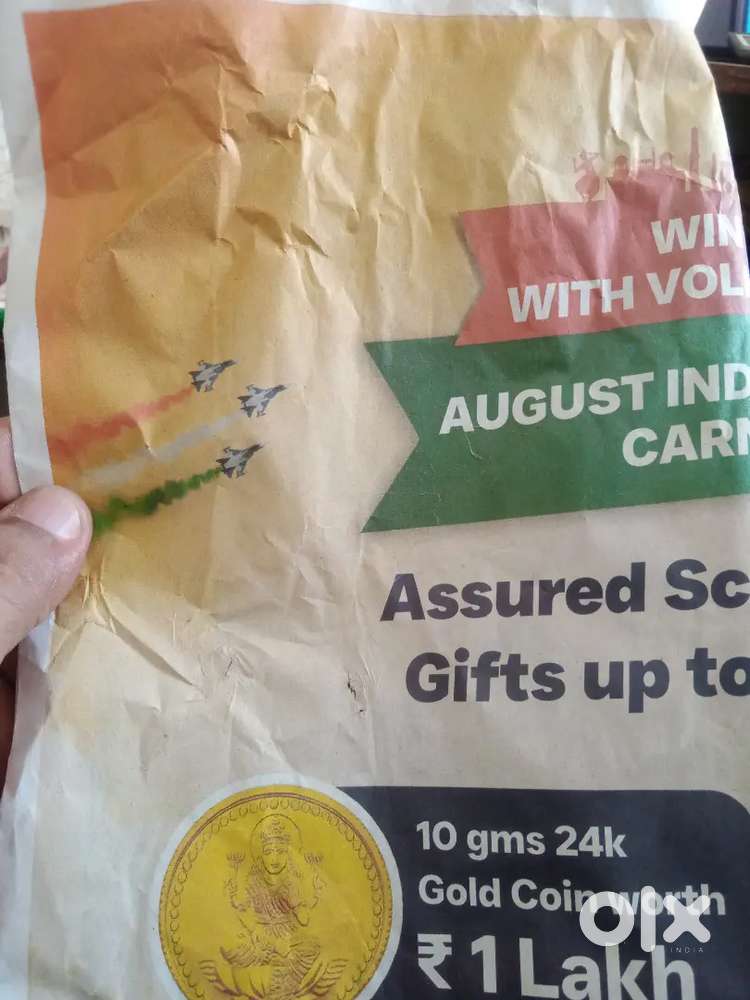 WIN
WITH VOL
AUGUST IND
CARN
Assured Sc
Gifts up to
10 gms 24k
Gold Coin worth
₹ 1 Lakh
olx
INDIA